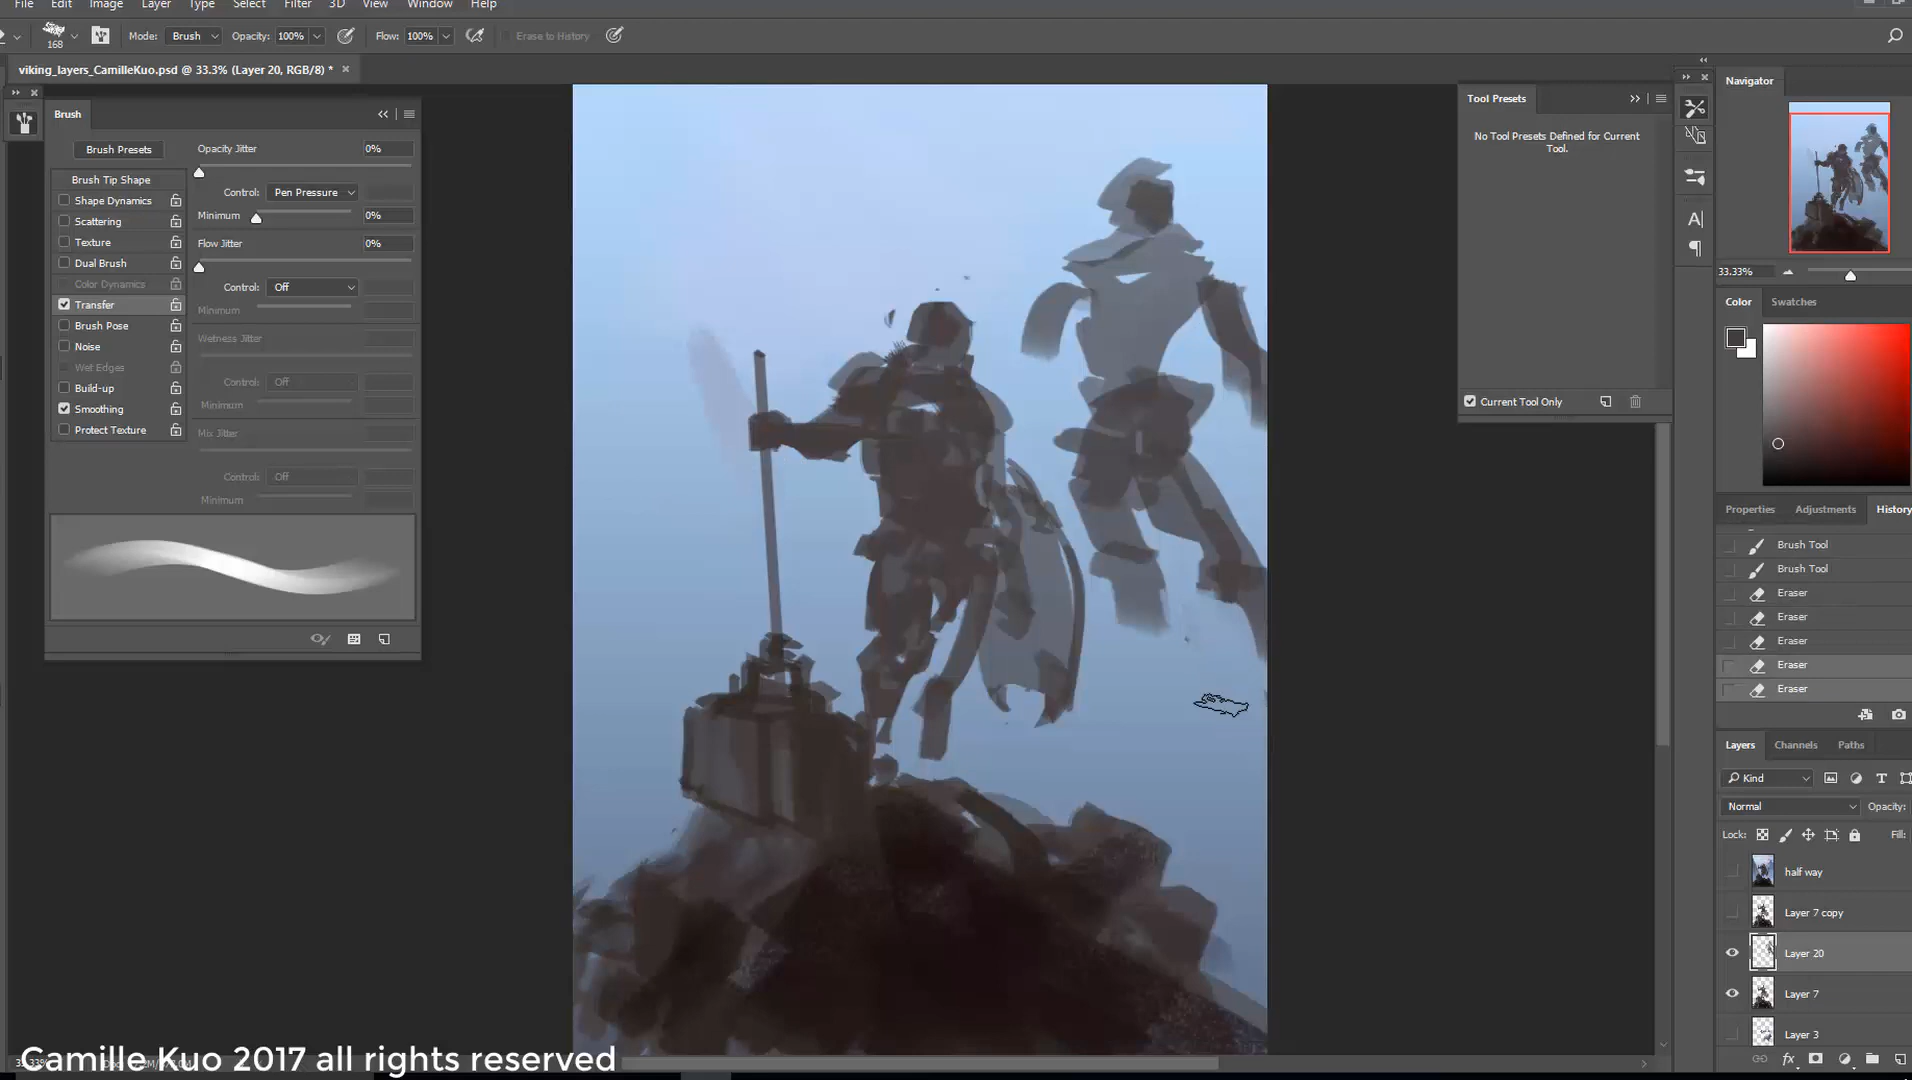 File Edit Image Layer Type Select Filter 3D View Window Help
168 Mode: Brush Opacity: 100% Flow: 100% Erase to History
viking_layers_CamilleKuo.psd @ 33.3% (Layer 20, RGB/8) *
Brush
Brush Presets
Brush Tip Shape
Shape Dynamics
Scattering
Texture
Dual Brush
Color Dynamics
Transfer
Brush Pose
Noise
Wet Edges
Build-up
Smoothing
Protect Texture
Opacity Jitter 0%
Control: Pen Pressure
Minimum 0%
Flow Jitter 0%
Control: Off
Minimum
Wetness Jitter
Control: Off
Minimum
Mix Jitter
Control: Off
Minimum
Tool Presets
No Tool Presets Defined for Current
Tool.
Current Tool Only
Navigator
33.33%
Color Swatches
Properties Adjustments History
Brush Tool
Brush Tool
Eraser
Eraser
Eraser
Eraser
Eraser
Layers Channels Paths
Kind
Normal Opacity:
Lock: Fill:
half way
Layer 7 copy
Layer 20
Layer 7
Layer 3
Camille Kuo 2017 all rights reserved